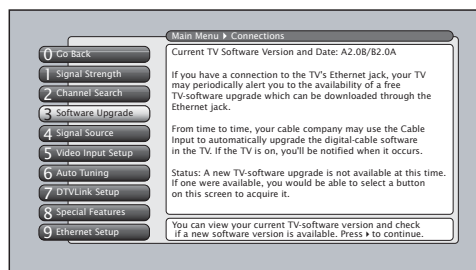 Main Menu ▸ Connections
0 Go Back
1 Signal Strength
2 Channel Search
3 Software Upgrade
4 Signal Source
5 Video Input Setup
6 Auto Tuning
7 DTVLink Setup
8 Special Features
9 Ethernet Setup
Current TV Software Version and Date: A2.0B/B2.0A
If you have a connection to the TV's Ethernet jack, your TV
may periodically alert you to the availability of a free
TV-software upgrade which can be downloaded through the
Ethernet jack.
From time to time, your cable company may use the Cable
Input to automatically upgrade the digital-cable software
in the TV. If the TV is on, you'll be notified when it occurs.
Status: A new TV-software upgrade is not available at this time.
If one were available, you would be able to select a button
on this screen to acquire it.
You can view your current TV-software version and check
if a new software version is available. Press ▸ to continue.